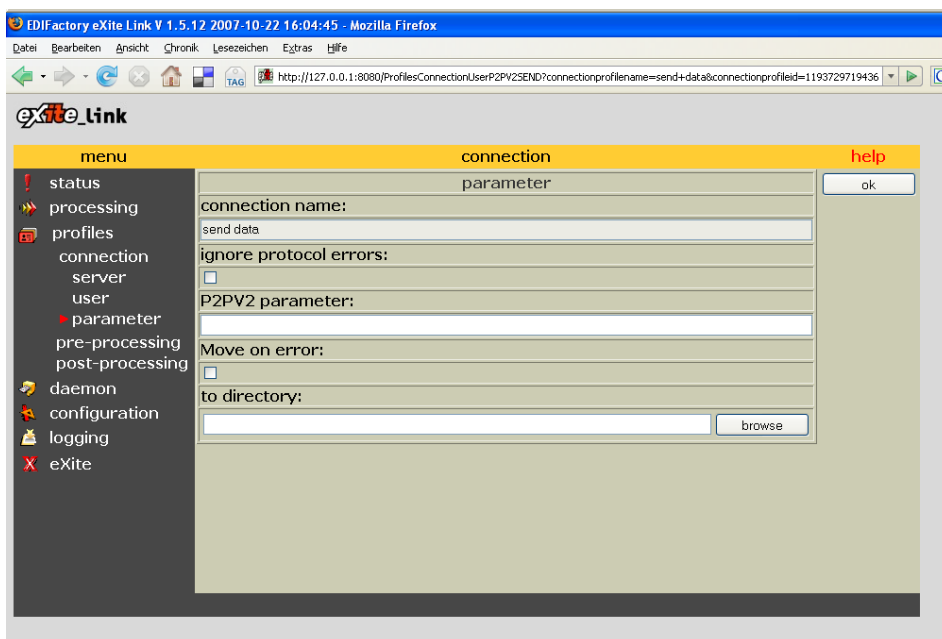 EDIFactory eXite Link V 1.5.12 2007-10-22 16:04:45 - Mozilla Firefox
Datei Bearbeiten Ansicht Chronik Lesezeichen Extras Hilfe
TAG http://127.0.0.1:8080/ProfilesConnectionUserP2PV2SEND?connectionprofilename=send+data&connectionprofileid=1193729719436
eXite_Link
menu connection help
parameter ok
status
processing
profiles
connection
server
user
parameter
pre-processing
post-processing
daemon
configuration
logging
eXite
connection name:
send data
ignore protocol errors:
P2PV2 parameter:
Move on error:
to directory:
browse